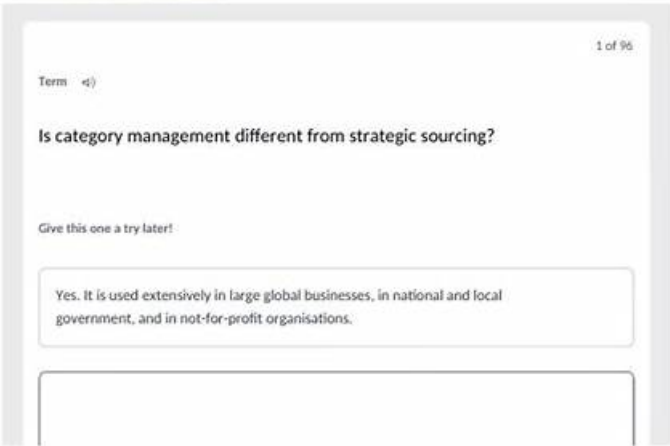 1 of 96
Term
Is category management different from strategic sourcing?
Give this one a try later!
Yes. It is used extensively in large global businesses, in national and local
government, and in not-for-profit organisations.